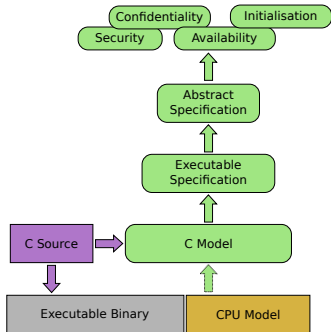 Confidentiality
Initialisation
Security
Availability
Abstract
Specification
Executable
Specification
C Source
C Model
Executable Binary
CPU Model